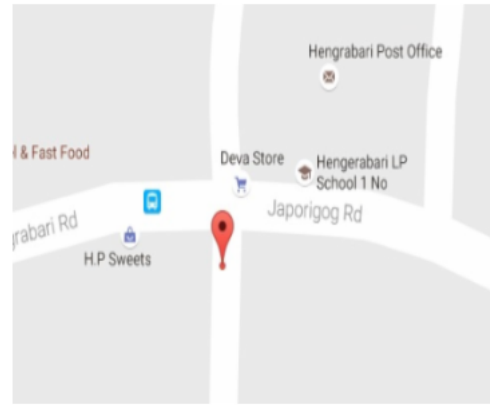 Hengrabari Post Office
& Fast Food
Deva Store
Hengerabari LP
School 1 No
Japorigog Rd
grabari Rd
H.P Sweets